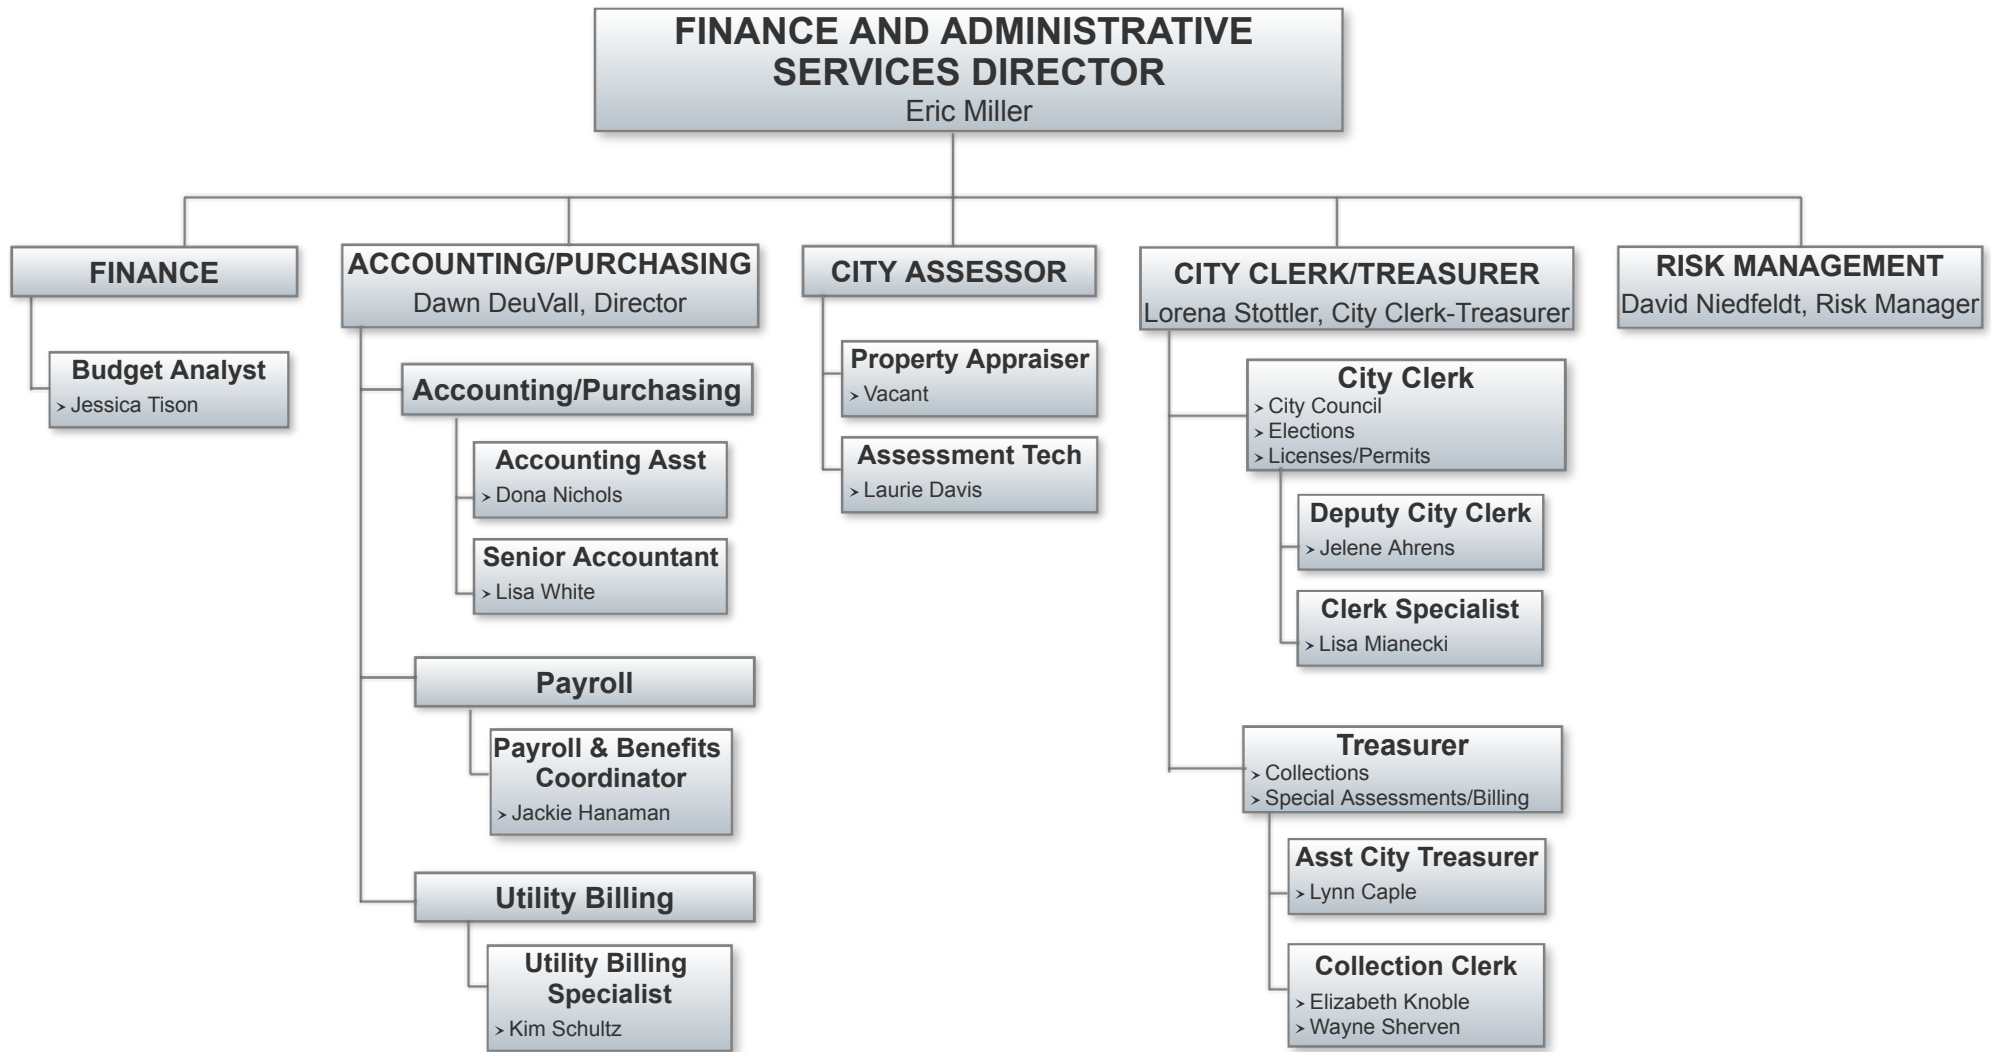 FINANCE AND ADMINISTRATIVE
SERVICES DIRECTOR
Eric Miller
FINANCE
Budget Analyst
➢ Jessica Tison
ACCOUNTING/PURCHASING
Dawn DeuVall, Director
Accounting/Purchasing
Accounting Asst
➢ Dona Nichols
Senior Accountant
➢ Lisa White
Payroll
Payroll & Benefits
Coordinator
➢ Jackie Hanaman
Utility Billing
Utility Billing
Specialist
➢ Kim Schultz
CITY ASSESSOR
Property Appraiser
➢ Vacant
Assessment Tech
➢ Laurie Davis
CITY CLERK/TREASURER
Lorena Stottler, City Clerk-Treasurer
City Clerk
➢ City Council
➢ Elections
➢ Licenses/Permits
Deputy City Clerk
➢ Jelene Ahrens
Clerk Specialist
➢ Lisa Mianecki
Treasurer
➢ Collections
➢ Special Assessments/Billing
Asst City Treasurer
➢ Lynn Caple
Collection Clerk
➢ Elizabeth Knoble
➢ Wayne Sherven
RISK MANAGEMENT
David Niedfeldt, Risk Manager